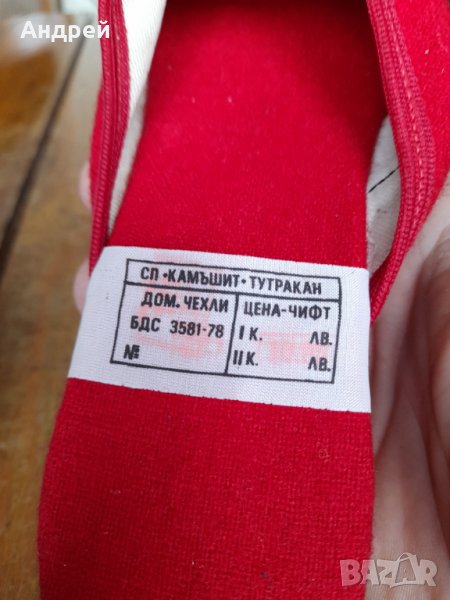 Андрей
СП •КАМЪШИТ• ТУТРАКАН
ДОМ. ЧЕХЛИ ЦЕНА-ЧИФТ
БДС 3581-78 I К. ЛВ.
№ II К. ЛВ.
BAZAR